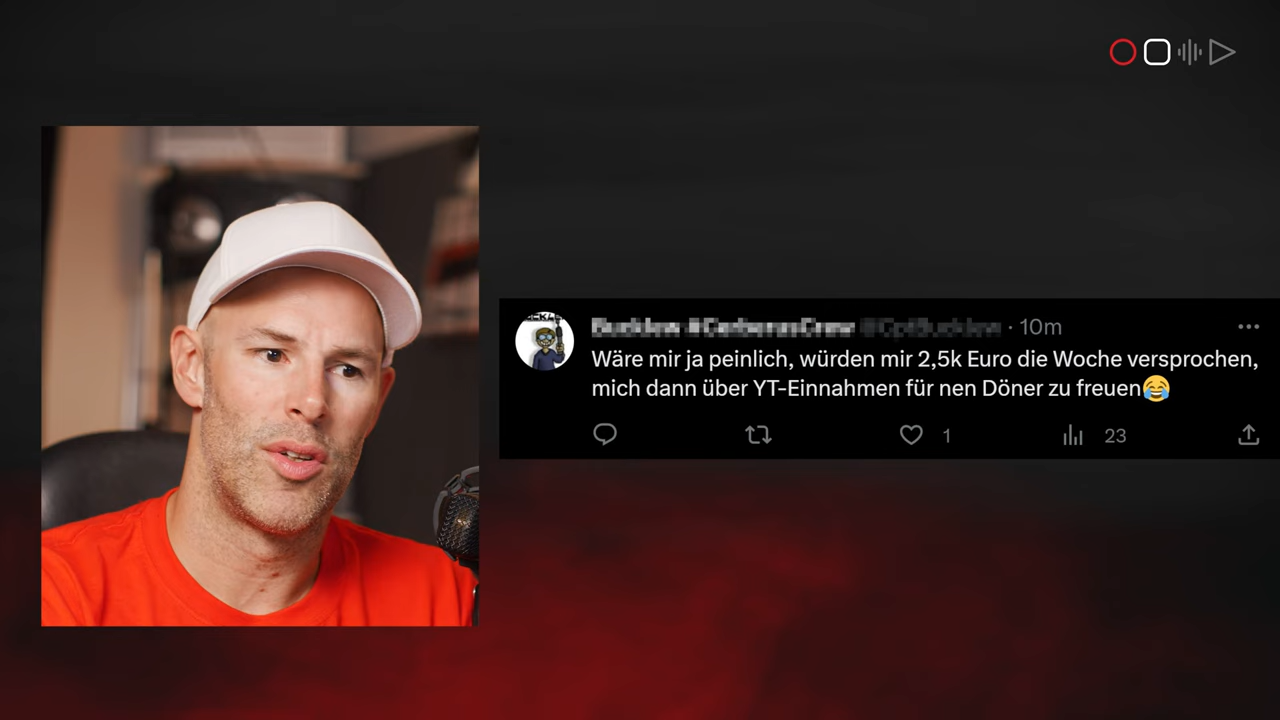 · 10m
Wäre mir ja peinlich, würden mir 2,5k Euro die Woche versprochen,
mich dann über YT-Einnahmen für nen Döner zu freuen😂
1 23